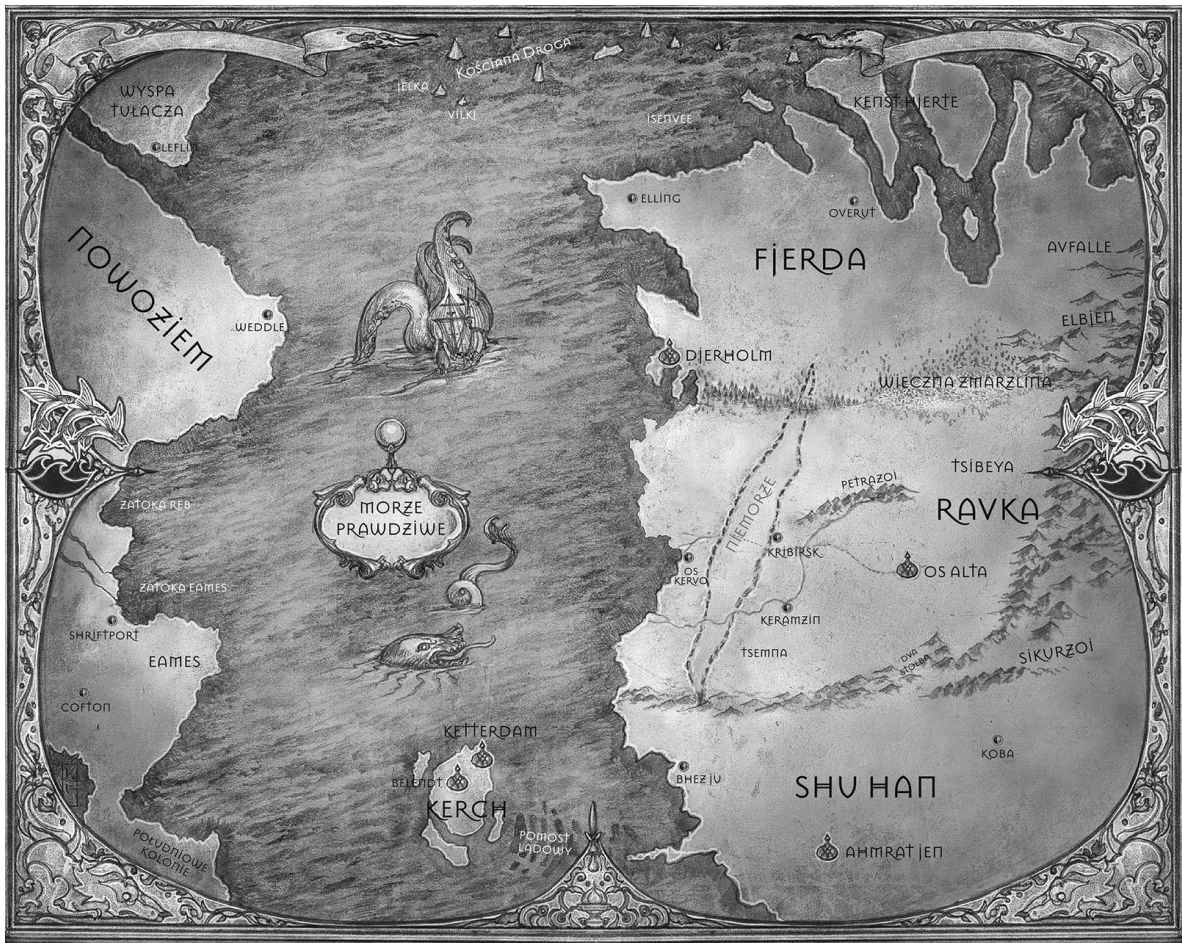 KOŚCIANA DROGA
JELKA
VILKI
ISENVEE
WYSPA
TUŁACZA
LEFLIN
KENST HJERTE
ELLING
OVERUT
FJERDA
AVFALLE
ELBJEN
NOWOZIEM
WEDDLE
DJERHOLM
WIECZNA ZMARZLINA
TSIBEYA
RAVKA
PETRAZOI
NIEMORZE
KRIBIRSK
OS
KERVO
OS ALTA
MORZE
PRAWDZIWE
ZATOKA REB
ZATOKA EAMES
SHRIFTPORT
EAMES
COFTON
KERAMZIN
TSEMNA
DVA
STOLBA
SIKURZOI
KETTERDAM
BELENDT
KERCH
POMOST
LĄDOWY
BHEZ JU
KOBA
SHU HAN
AHMRAT JEN
POŁUDNIOWE
KOLONIE